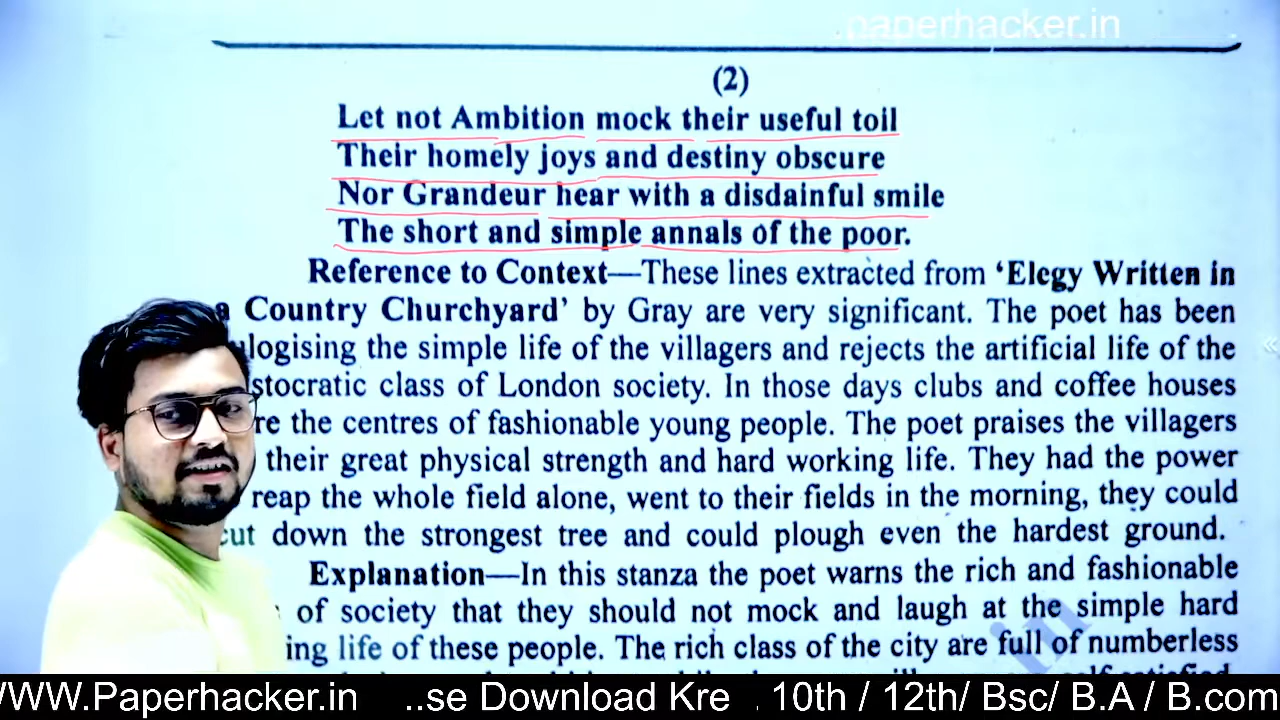 .paperhacker.in
(2)
Let not Ambition mock their useful toil
Their homely joys and destiny obscure
Nor Grandeur hear with a disdainful smile
The short and simple annals of the poor.
Reference to Context—These lines extracted from ‘Elegy Written in
a Country Churchyard’ by Gray are very significant. The poet has been
ulogising the simple life of the villagers and rejects the artificial life of the
stocratic class of London society. In those days clubs and coffee houses
re the centres of fashionable young people. The poet praises the villagers
their great physical strength and hard working life. They had the power
reap the whole field alone, went to their fields in the morning, they could
cut down the strongest tree and could plough even the hardest ground.
Explanation—In this stanza the poet warns the rich and fashionable
of society that they should not mock and laugh at the simple hard
ing life of these people. The rich class of the city are full of numberless
WWW.Paperhacker.in ..se Download Kre . 10th / 12th/ Bsc/ B.A / B.com